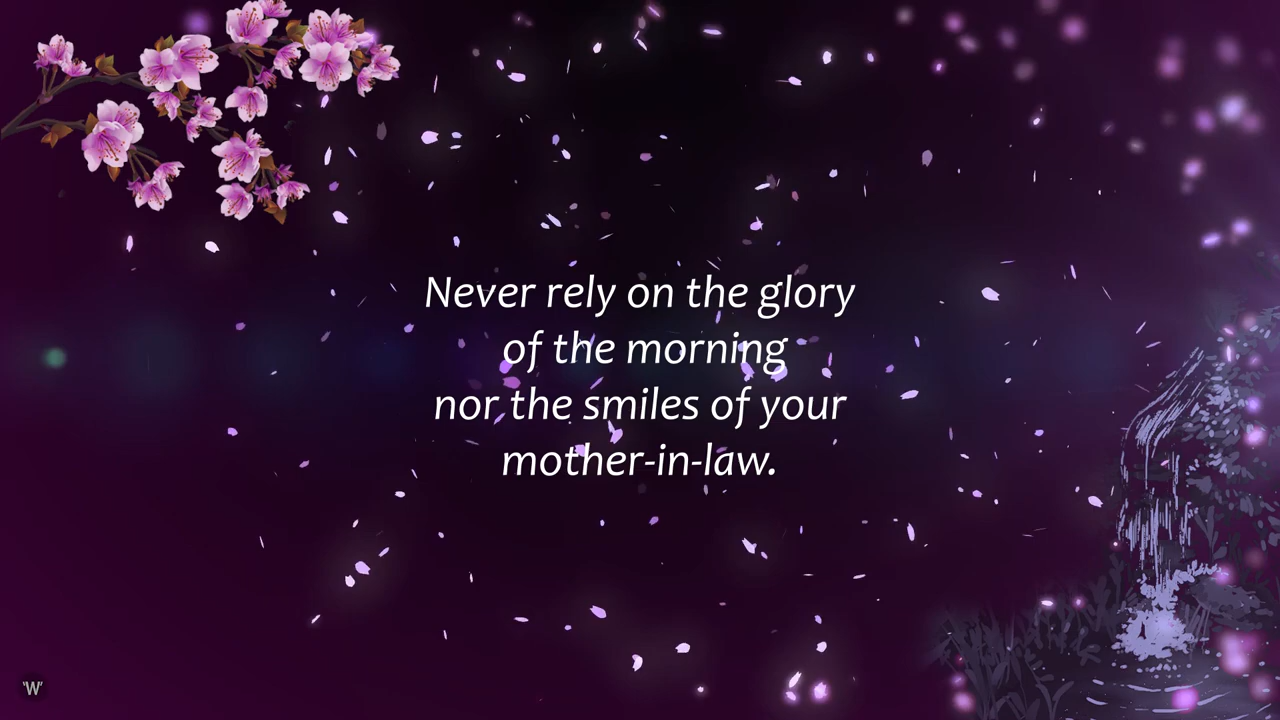 Never rely on the glory
of the morning
nor the smiles of your
mother-in-law.
'W'